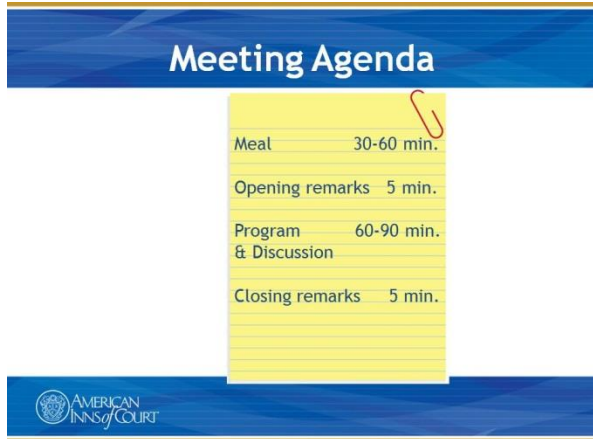 Meeting Agenda
Meal 30-60 min.
Opening remarks 5 min.
Program 60-90 min.
& Discussion
Closing remarks 5 min.
AMERICAN
INNS of COURT